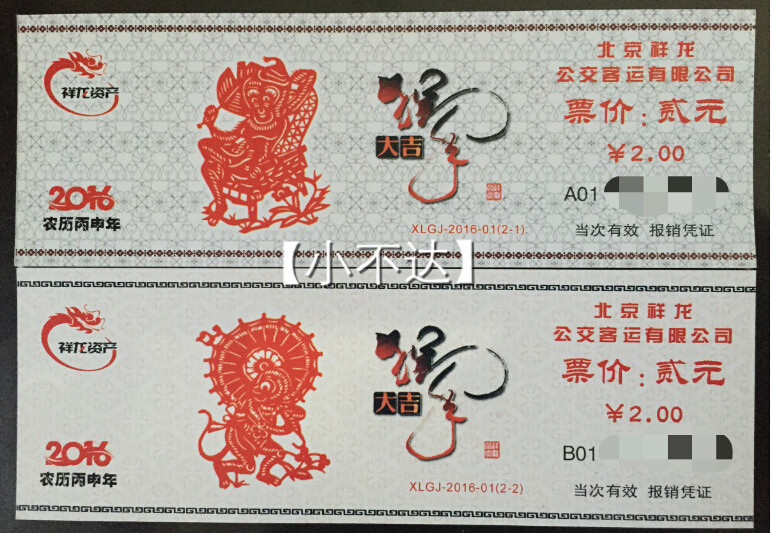 北京祥龙
公交客运有限公司
祥龙资产
票价：贰元
猴年
大吉
￥2.00
A01
2016
农历丙申年
XLGJ-2016-01(2-1)
当次有效 报销凭证
【小不达】
北京祥龙
公交客运有限公司
祥龙资产
票价：贰元
猴年
大吉
￥2.00
B01
2016
农历丙申年
XLGJ-2016-01(2-2)
当次有效 报销凭证